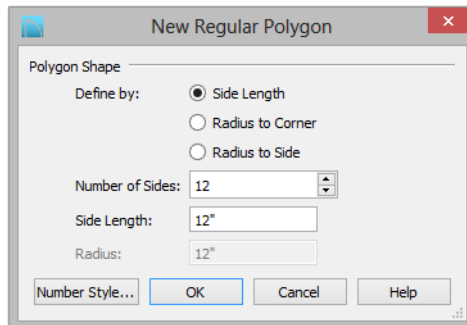 New Regular Polygon
Polygon Shape
Define by: Side Length
Radius to Corner
Radius to Side
Number of Sides: 12
Side Length: 12"
Radius: 12"
Number Style... OK Cancel Help